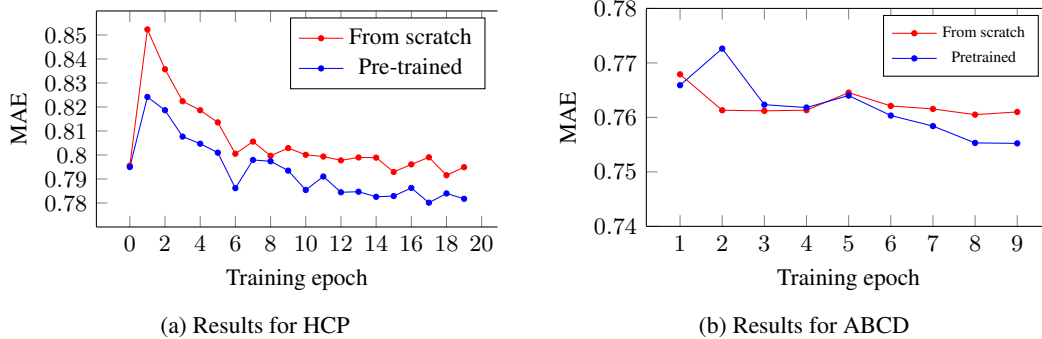 0.85
0.84
0.83
0.82
0.81
0.8
0.79
0.78
MAE
From scratch
Pre-trained
0 2 4 6 8 10 12 14 16 18 20
Training epoch
(a) Results for HCP
0.78
0.77
0.76
0.75
0.74
MAE
From scratch
Pretrained
1 2 3 4 5 6 7 8 9
Training epoch
(b) Results for ABCD